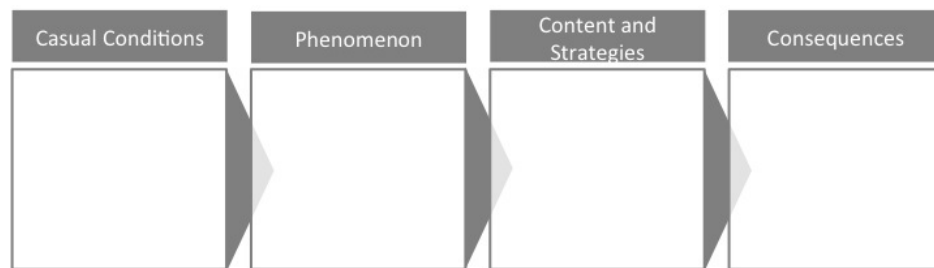 Casual Conditions
Phenomenon
Content and
Strategies
Consequences